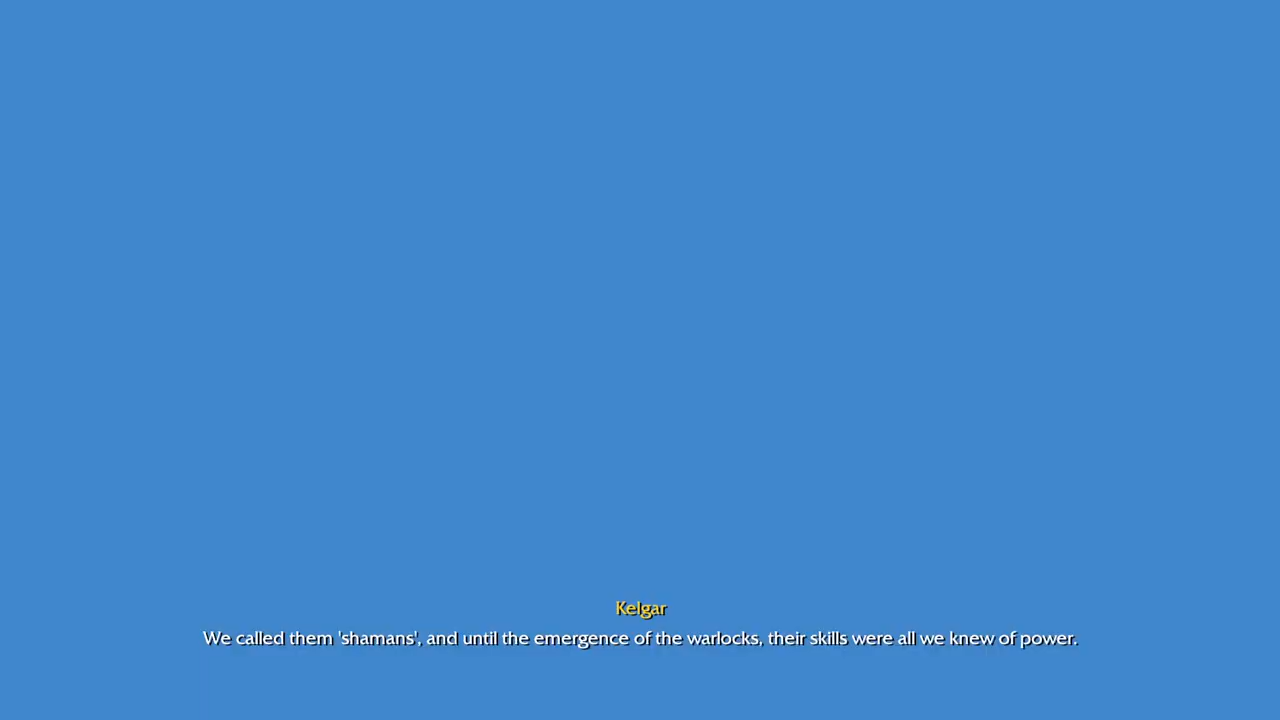 Kelgar
We called them 'shamans', and until the emergence of the warlocks, their skills were all we knew of power.